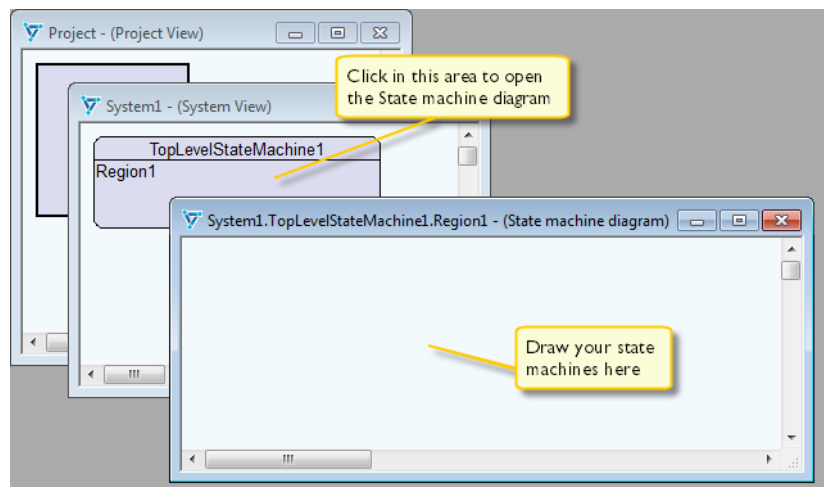 Project - (Project View)
Click in this area to open
the State machine diagram
System1 - (System View)
TopLevelStateMachine1
Region1
System1.TopLevelStateMachine1.Region1 - (State machine diagram)
Draw your state
machines here